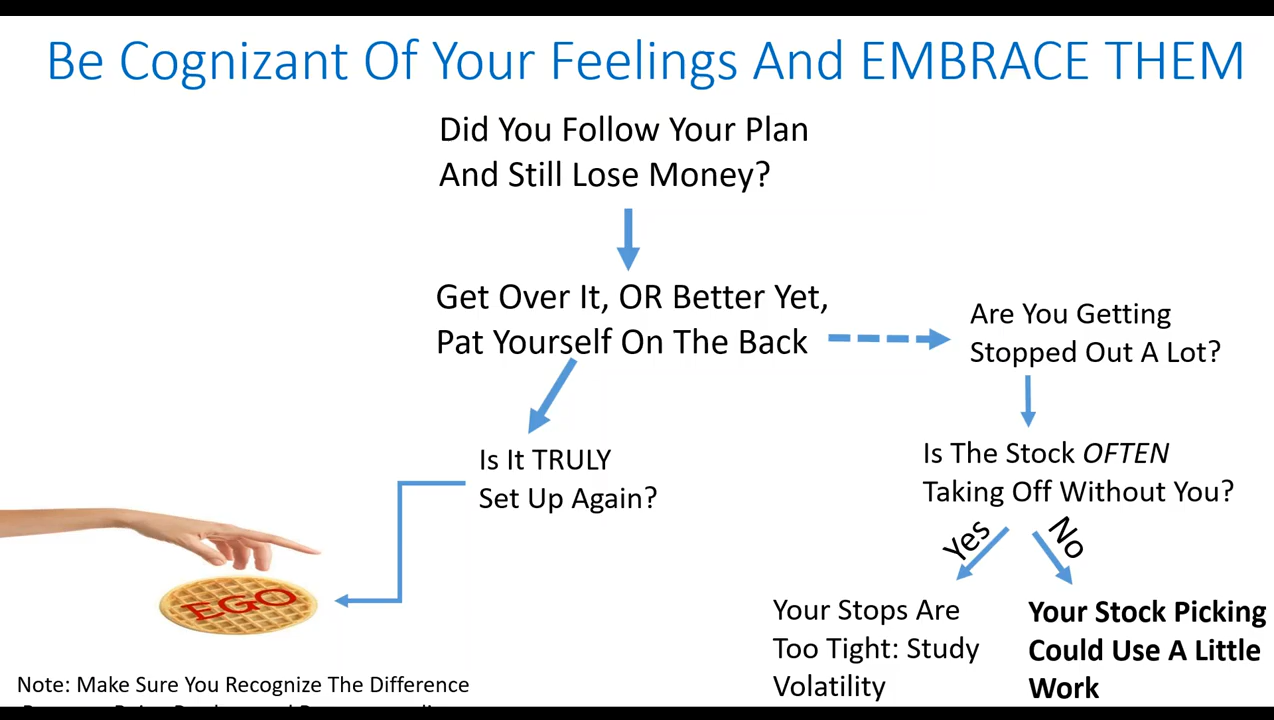 Be Cognizant Of Your Feelings And EMBRACE THEM
Did You Follow Your Plan
And Still Lose Money?
Get Over It, OR Better Yet,
Pat Yourself On The Back
Are You Getting
Stopped Out A Lot?
Is It TRULY
Set Up Again?
Is The Stock OFTEN
Taking Off Without You?
Yes
No
EGO
Your Stops Are
Too Tight: Study
Volatility
Your Stock Picking
Could Use A Little
Work
Note: Make Sure You Recognize The Difference